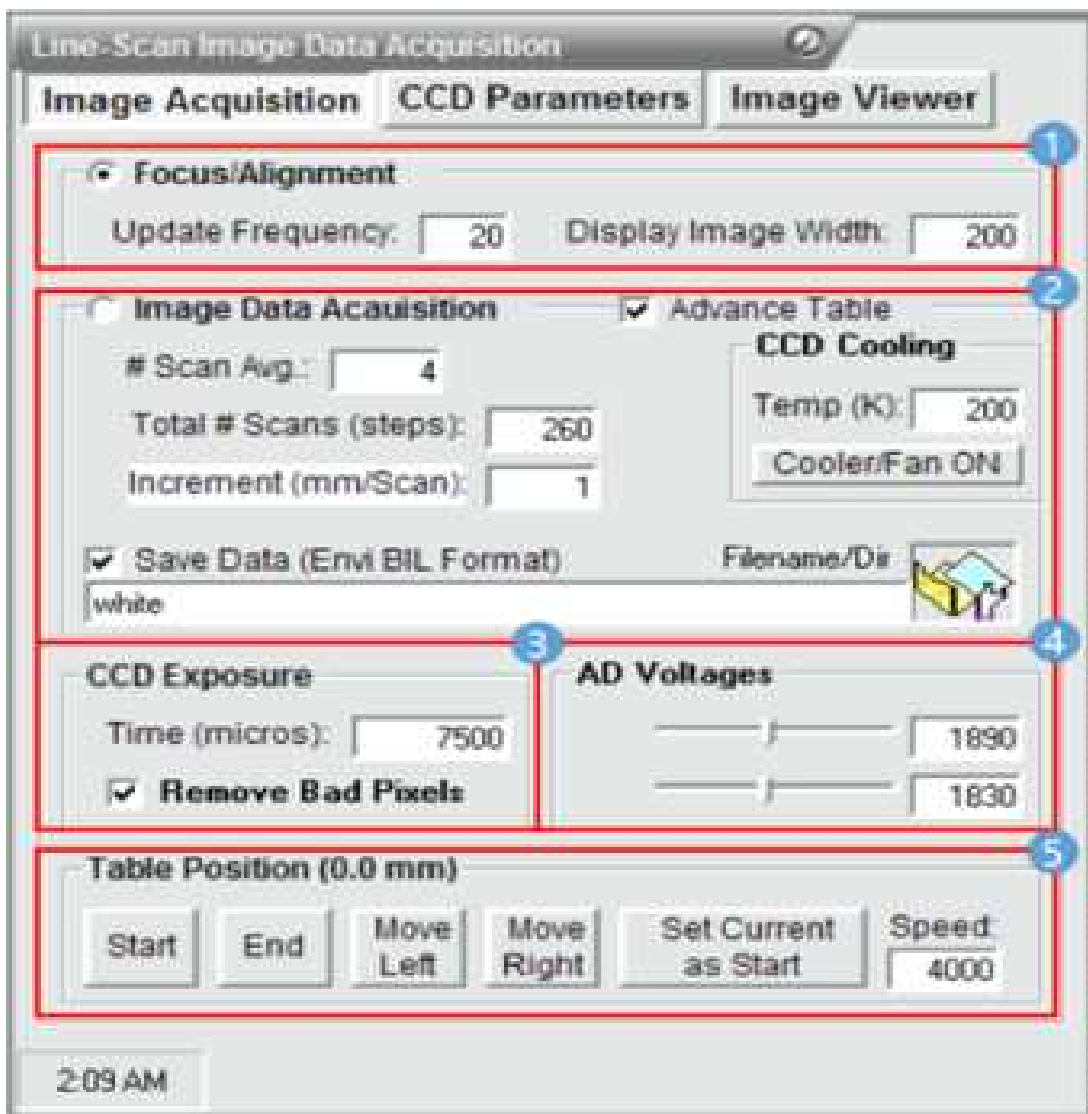 Line-Scan Image Data Acquisition
Image Acquisition CCD Parameters Image Viewer
1
Focus/Alignment
Update Frequency: 20 Display Image Width: 200
2
Image Data Acauisition Advance Table
CCD Cooling
# Scan Avg.: 4
Temp (K): 200
Total # Scans (steps): 260
Cooler/Fan ON
Increment (mm/Scan): 1
Save Data (Envi BIL Format) Filename/Dir
white
3 4
CCD Exposure AD Voltages
Time (micros): 7500 1890
Remove Bad Pixels 1830
5
Table Position (0.0 mm)
Start End Move Left Move Right Set Current as Start Speed: 4000
2:09 AM